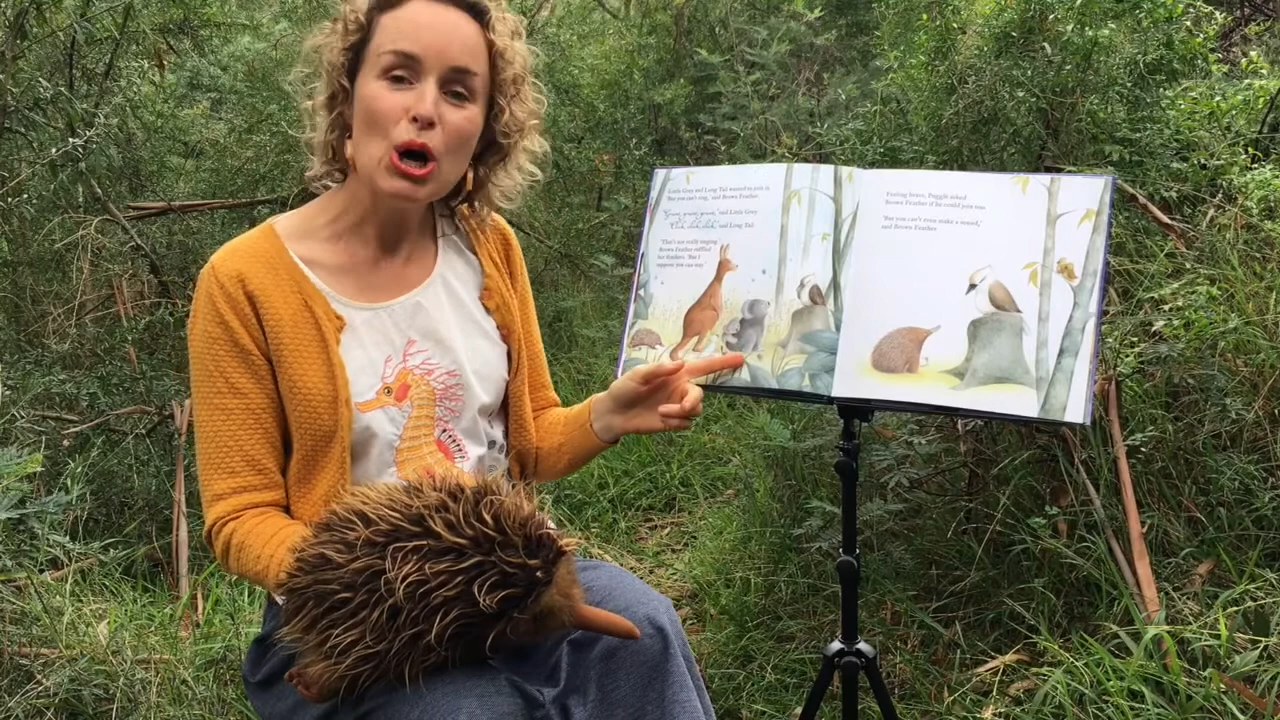 Little Grey and Long Tail wanted to join in.
'But you can't sing,' said Brown Feather.
'Grunt, grunt, grunt,' said Little Grey.
'Cluck, cluck, cluck,' said Long Tail.
'That's not really singing.'
Brown Feather ruffled
her feathers. 'But I
suppose you can stay.'
Feeling brave, Puggle asked
Brown Feather if he could join too.
'But you can't even make a sound,'
said Brown Feather.